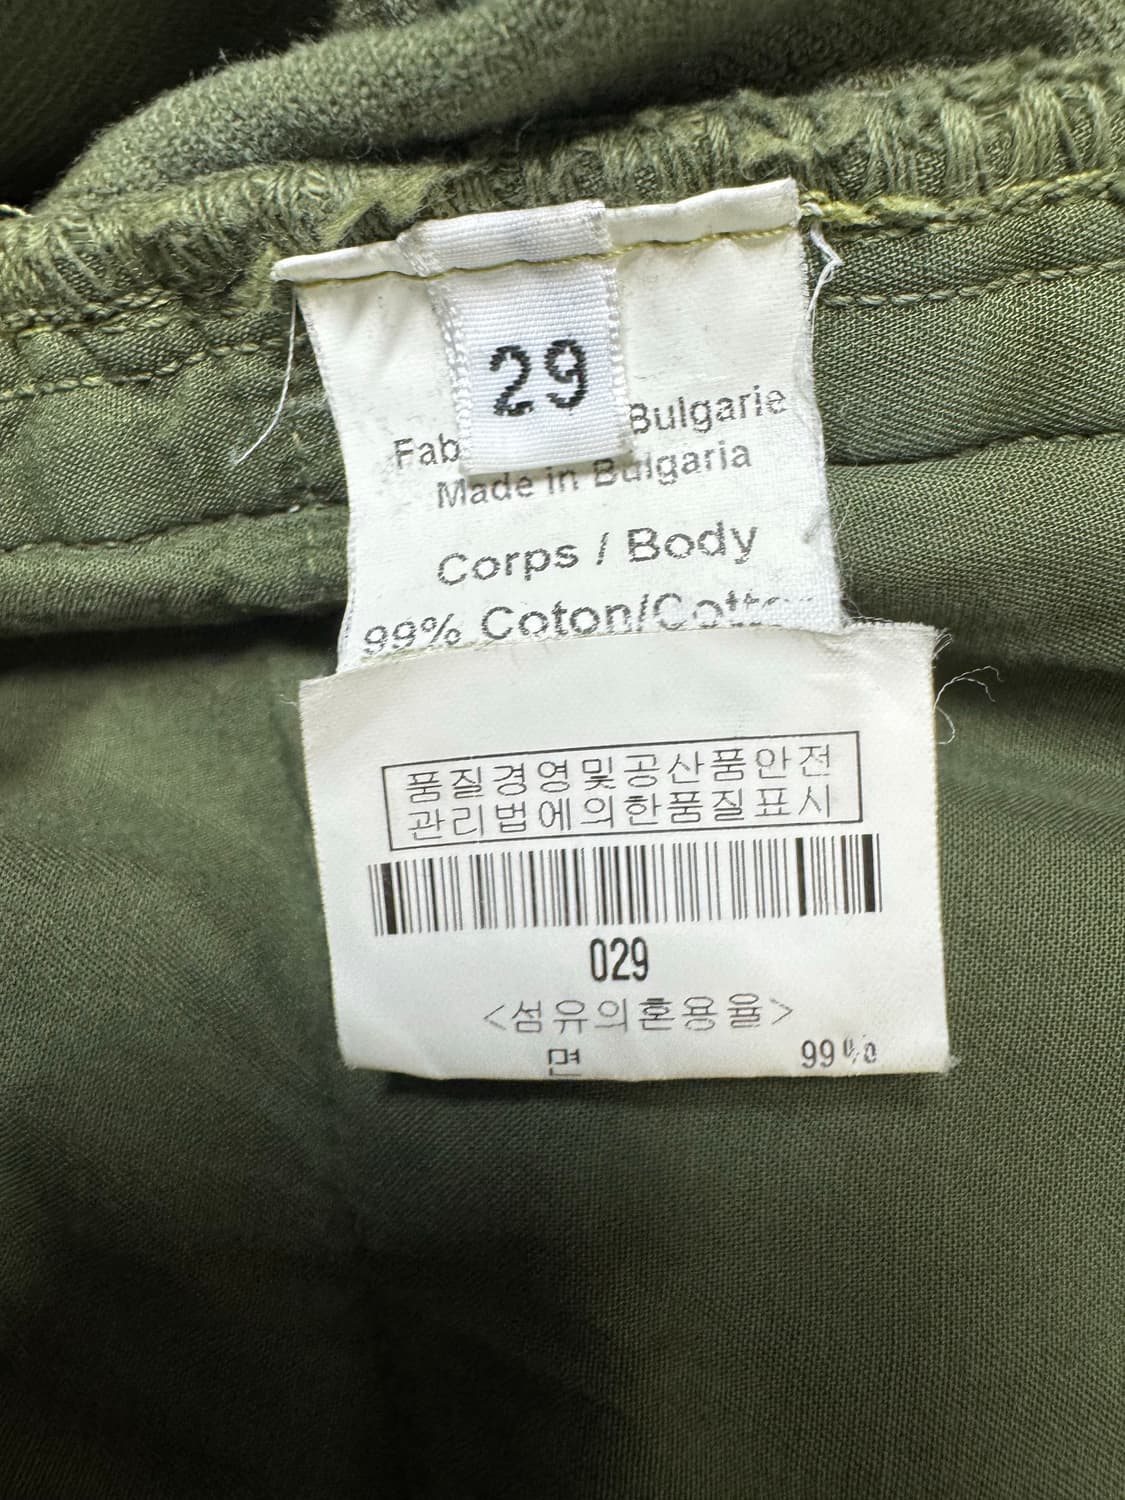 29
Fab Bulgarie
Made in Bulgaria
Corps / Body
99% Coton/Cotton
품질경영및공산품안전
관리법에의한품질표시
029
<섬유의혼용율>
면 99%